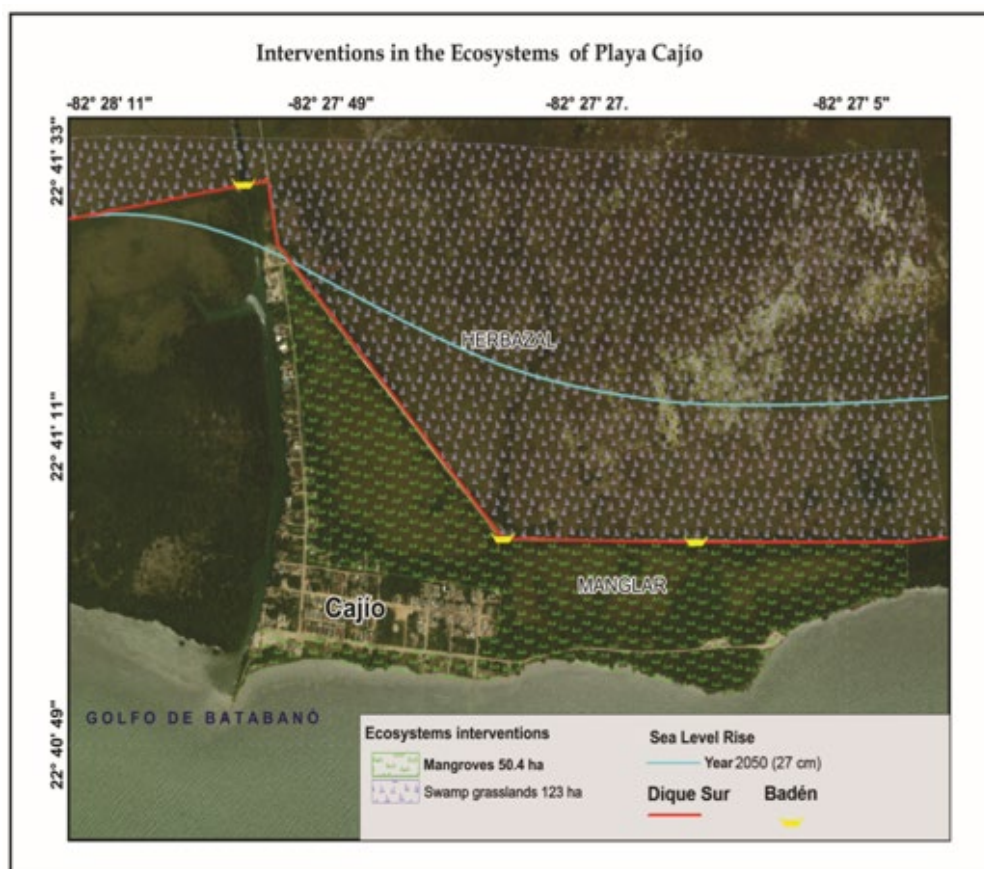 Interventions in the Ecosystems of Playa Cajío
-82° 28' 11" -82° 27' 49" -82° 27' 27. -82° 27' 5"
22° 41' 33"
22° 41' 11"
22° 40' 49"
HERBAZAL
MANGLAR
Cajío
GOLFO DE BATABANÓ
Ecosystems interventions
Mangroves 50.4 ha
Swamp grasslands 123 ha
Sea Level Rise
Year 2050 (27 cm)
Dique Sur Badén